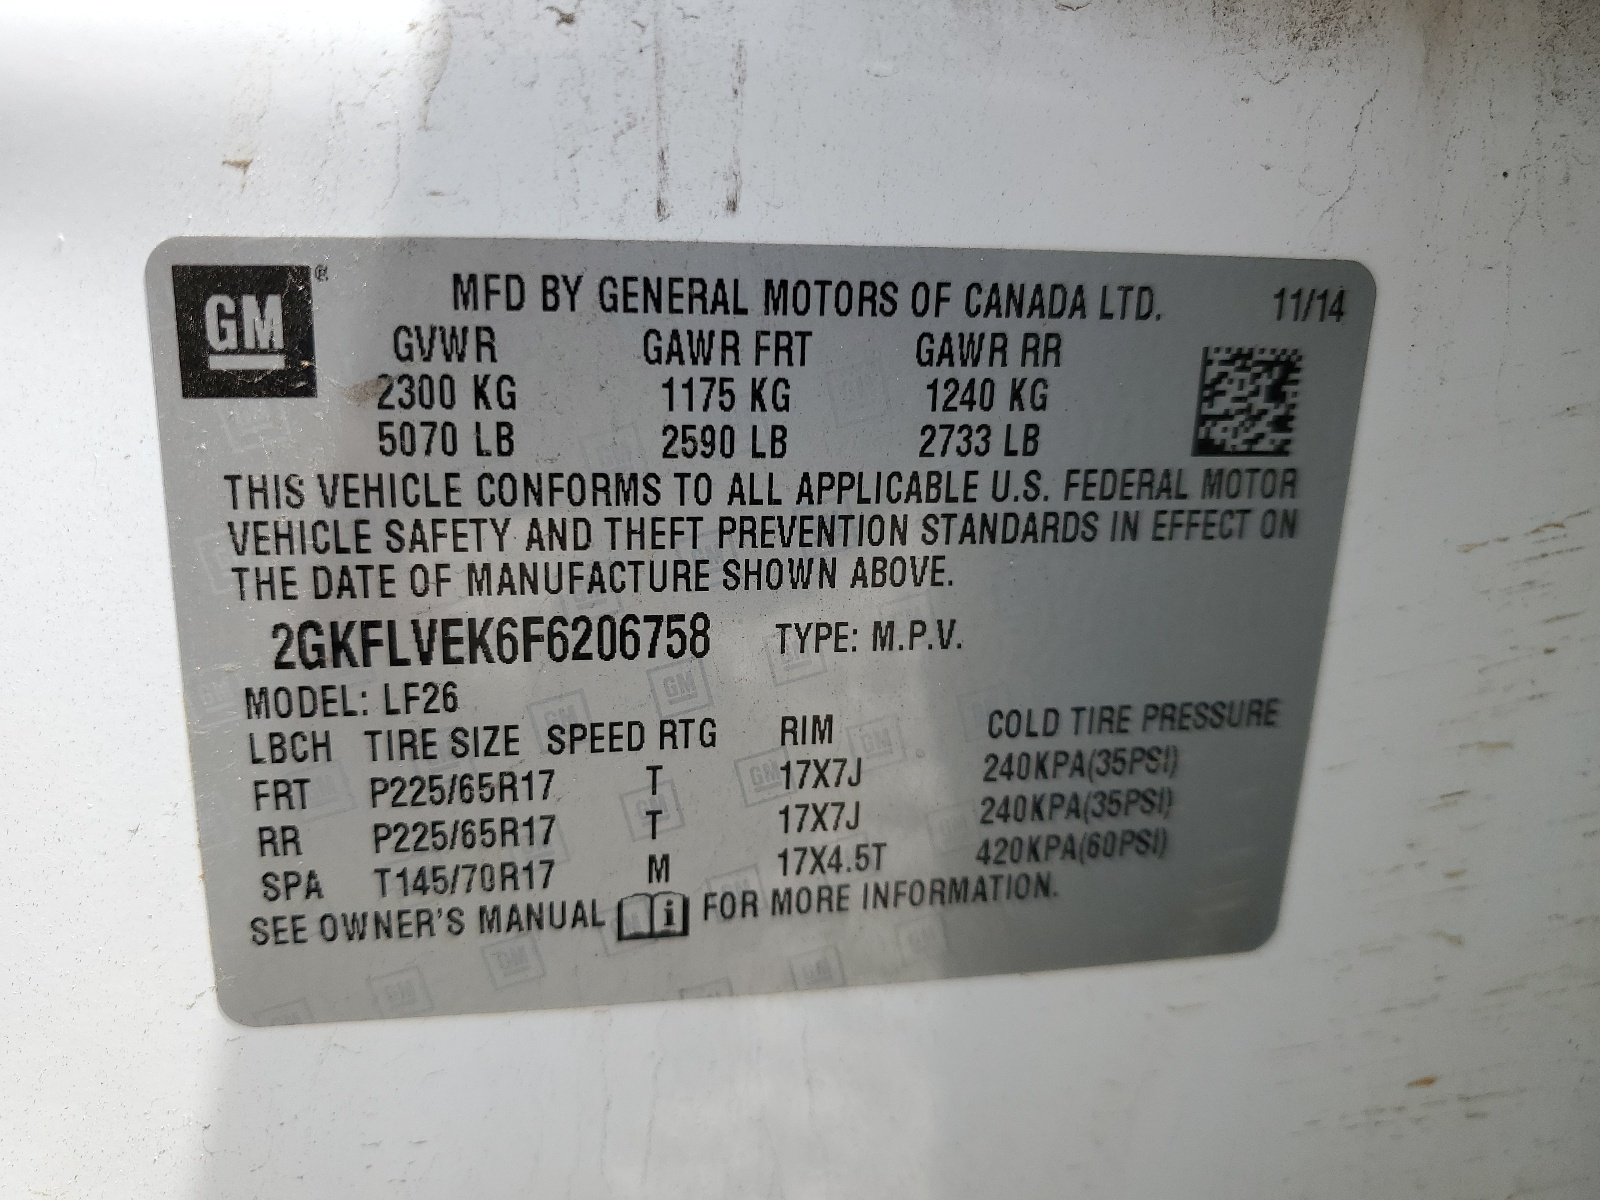 GM ® MFD BY GENERAL MOTORS OF CANADA LTD. 11/14
GVWR GAWR FRT GAWR RR
2300 KG 1175 KG 1240 KG
5070 LB 2590 LB 2733 LB
THIS VEHICLE CONFORMS TO ALL APPLICABLE U.S. FEDERAL MOTOR
VEHICLE SAFETY AND THEFT PREVENTION STANDARDS IN EFFECT ON
THE DATE OF MANUFACTURE SHOWN ABOVE.
2GKFLVEK6F6206758 TYPE: M.P.V.
MODEL: LF26
LBCH TIRE SIZE SPEED RTG RIM COLD TIRE PRESSURE
FRT P225/65R17 T 17X7J 240KPA(35PSI)
RR P225/65R17 T 17X7J 240KPA(35PSI)
SPA T145/70R17 M 17X4.5T 420KPA(60PSI)
SEE OWNER'S MANUAL i FOR MORE INFORMATION.